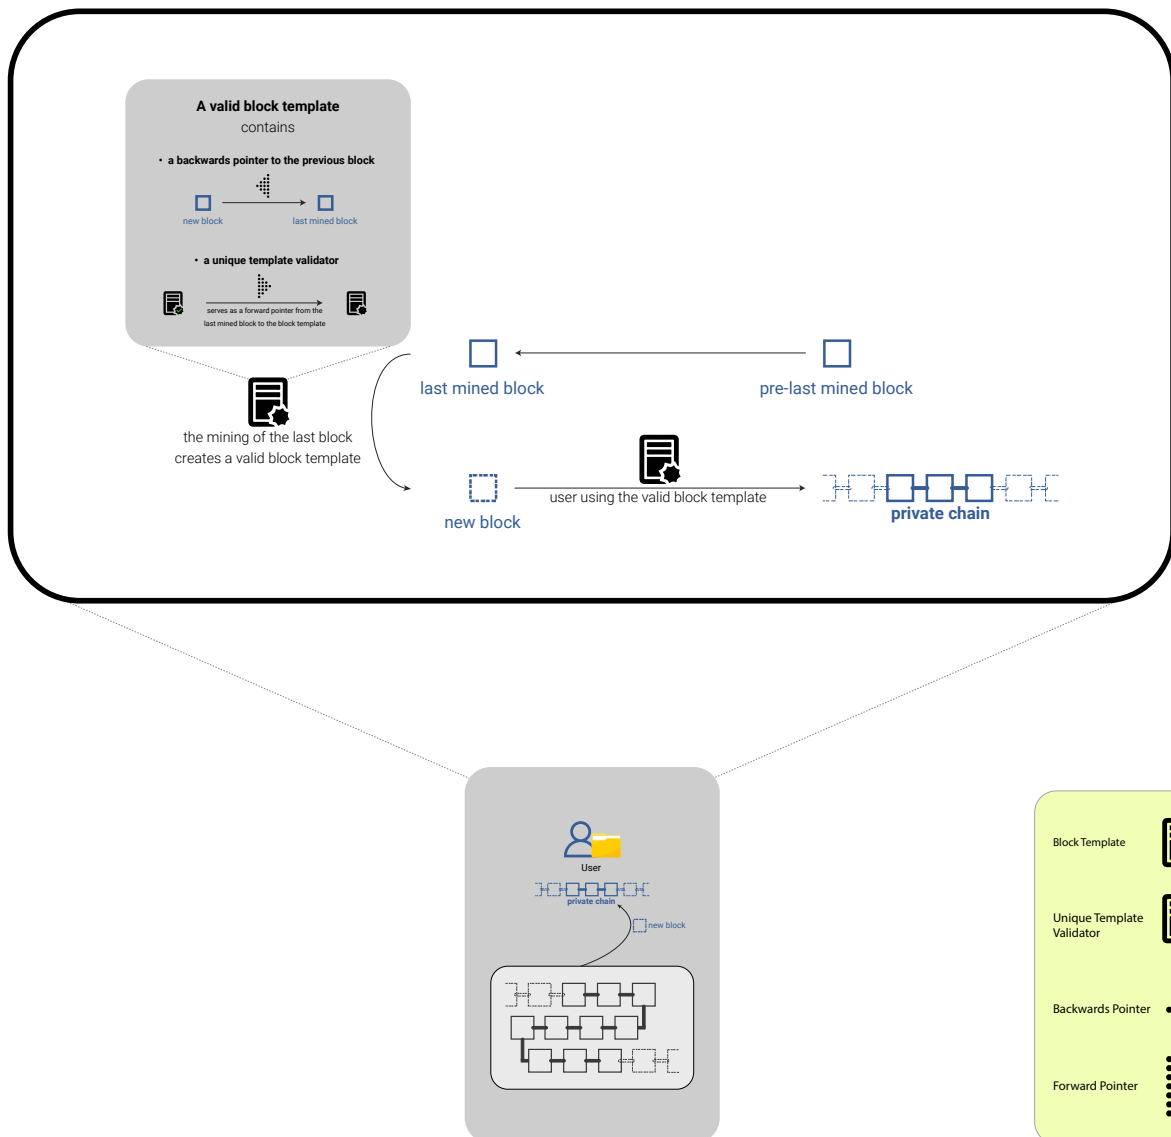 A valid block template
contains
• a backwards pointer to the previous block
new block
last mined block
• a unique template validator
serves as a forward pointer from the
last mined block to the block template
last mined block
pre-last mined block
the mining of the last block
creates a valid block template
user using the valid block template
new block
private chain
User
private chain
new block
Block Template
Unique Template
Validator
Backwards Pointer
Forward Pointer